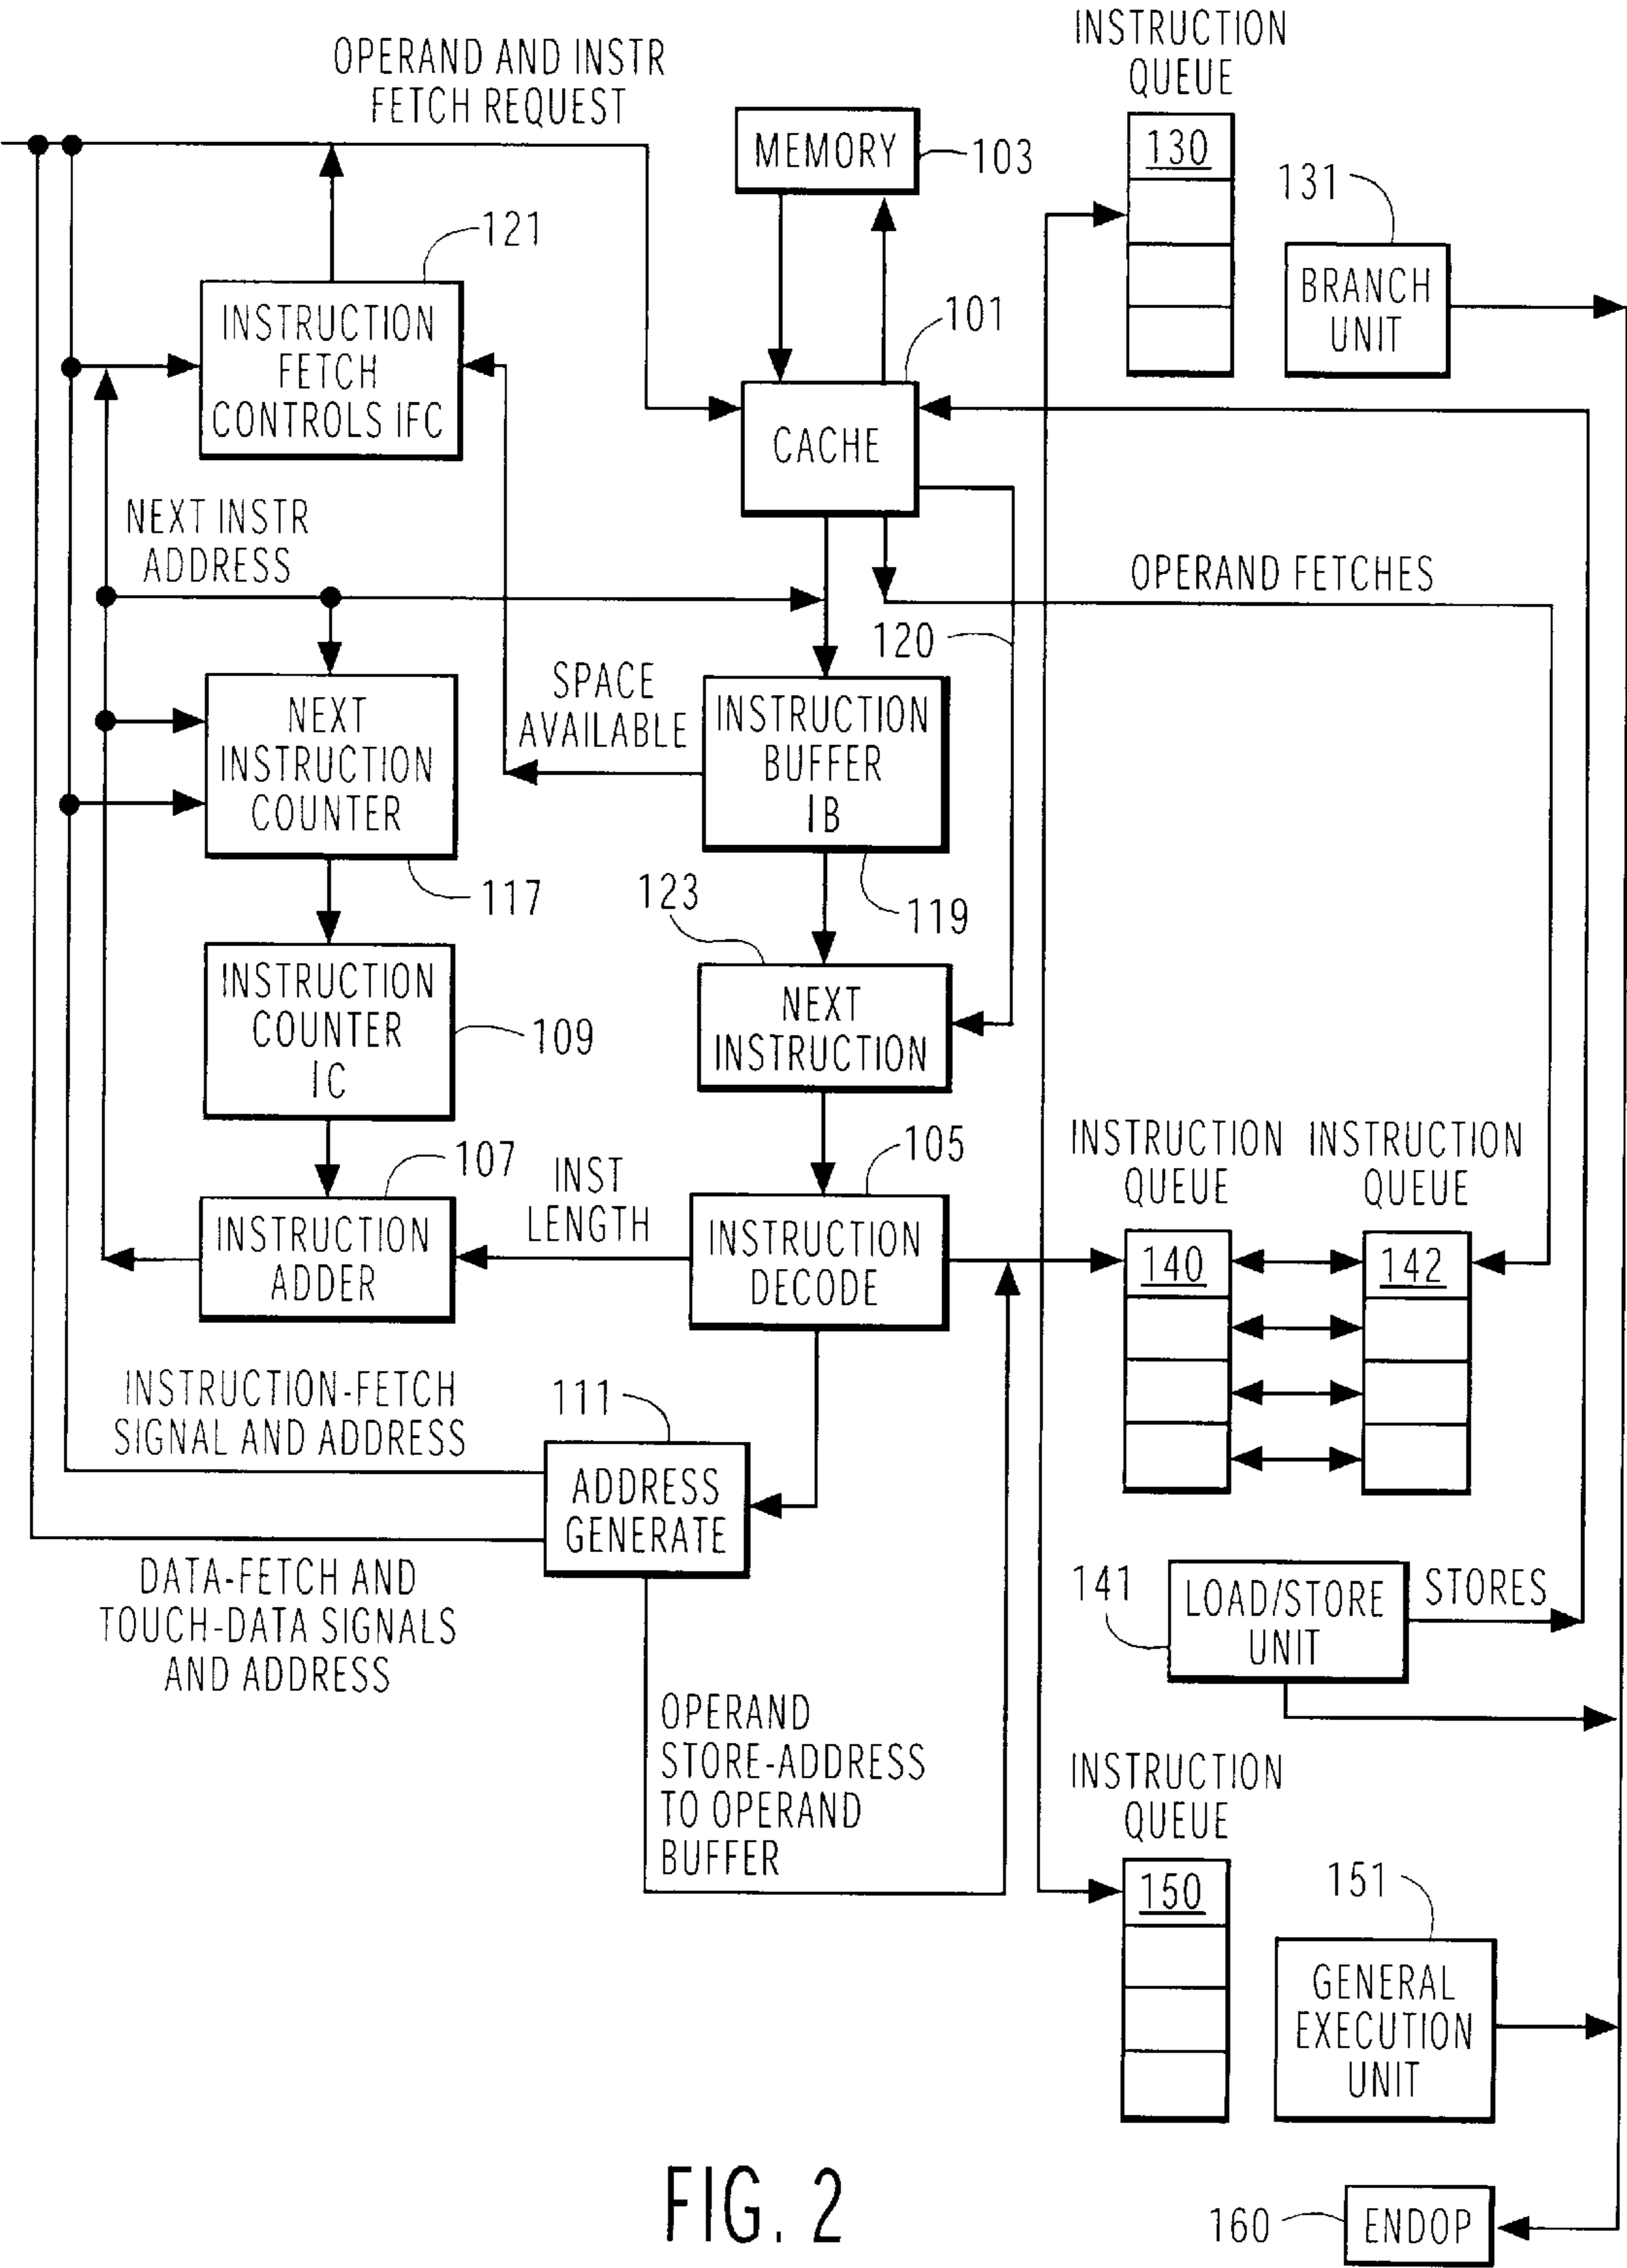 INSTRUCTION
QUEUE
OPERAND AND INSTR
FETCH REQUEST
MEMORY
103
130
131
121
INSTRUCTION
FETCH
CONTROLS IFC
BRANCH
UNIT
101
CACHE
NEXT INSTR
ADDRESS
OPERAND FETCHES
120
SPACE
AVAILABLE
NEXT
INSTRUCTION
COUNTER
INSTRUCTION
BUFFER
IB
117
123
119
INSTRUCTION
COUNTER
IC
109
NEXT
INSTRUCTION
107
INST
LENGTH
105
INSTRUCTION
QUEUE
INSTRUCTION
QUEUE
INSTRUCTION
ADDER
INSTRUCTION
DECODE
140
142
INSTRUCTION-FETCH
SIGNAL AND ADDRESS
111
ADDRESS
GENERATE
DATA-FETCH AND
TOUCH-DATA SIGNALS
AND ADDRESS
141
LOAD/STORE
UNIT
STORES
OPERAND
STORE-ADDRESS
TO OPERAND
BUFFER
INSTRUCTION
QUEUE
150
151
GENERAL
EXECUTION
UNIT
FIG. 2
160
ENDOP